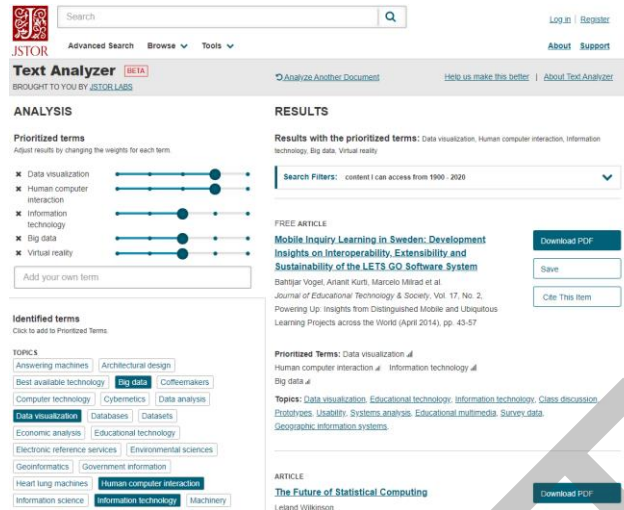 Search
Log in | Register
JSTOR
Advanced Search Browse Tools
About Support
Text Analyzer BETA
BROUGHT TO YOU BY JSTOR LABS
Analyze Another Document
Help us make this better | About Text Analyzer
ANALYSIS
Prioritized terms
Adjust results by changing the weights for each term.
Data visualization
Human computer
interaction
Information
technology
Big data
Virtual reality
Add your own term
Identified terms
Click to add to Prioritized Terms.
TOPICS
Answering machines Architectural design
Best available technology Big data Coffeemakers
Computer technology Cybernetics Data analysis
Data visualization Databases Datasets
Economic analysis Educational technology
Electronic reference services Environmental sciences
Geoinformatics Government information
Heart lung machines Human computer interaction
Information science Information technology Machinery
RESULTS
Results with the prioritized terms: Data visualization, Human computer interaction, Information
technology, Big data, Virtual reality
Search Filters: content I can access from 1900 - 2020
FREE ARTICLE
Mobile Inquiry Learning in Sweden: Development
Insights on Interoperability, Extensibility and
Sustainability of the LETS GO Software System
Bahtijar Vogel, Arianit Kurti, Marcelo Milrad et al.
Journal of Educational Technology & Society, Vol. 17, No. 2,
Powering Up: Insights from Distinguished Mobile and Ubiquitous
Learning Projects across the World (April 2014), pp. 43-57
Download PDF
Save
Cite This Item
Prioritized Terms: Data visualization
Human computer interaction Information technology
Big data
Topics: Data visualization, Educational technology, Information technology, Class discussion,
Prototypes, Usability, Systems analysis, Educational multimedia, Survey data,
Geographic information systems,
ARTICLE
The Future of Statistical Computing
Leland Wilkinson
Download PDF